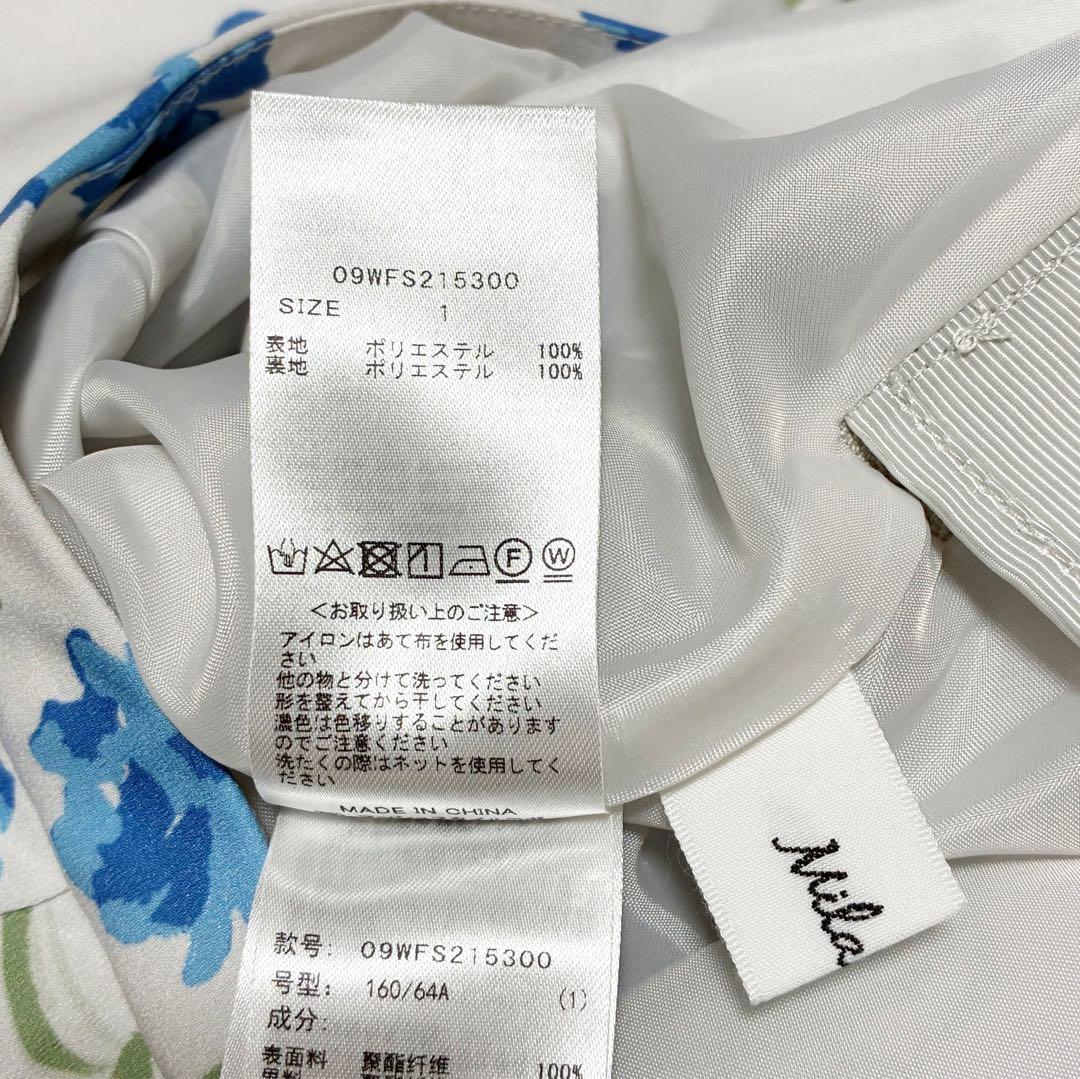 09WFS215300
SIZE 1
表地 ポリエステル 100%
裏地 ポリエステル 100%
F W
<お取り扱い上のご注意>
アイロンはあて布を使用してくだ
さい
他の物と分けて洗ってください
形を整えてから干してください
濃色は色移りすることがあります
のでご注意ください
洗たくの際はネットを使用してく
ださい
MADE IN CHINA
款号: 09WFS215300
号型: 160/64A (1)
成分:
表面料 聚酯纤维 100%
Mila